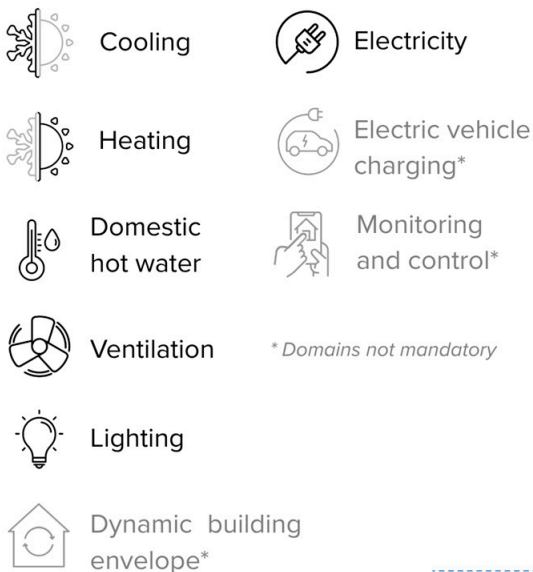 Cooling
Heating
Domestic
hot water
Ventilation
Lighting
Dynamic building
envelope*
Electricity
Electric vehicle
charging*
Monitoring
and control*
* Domains not mandatory